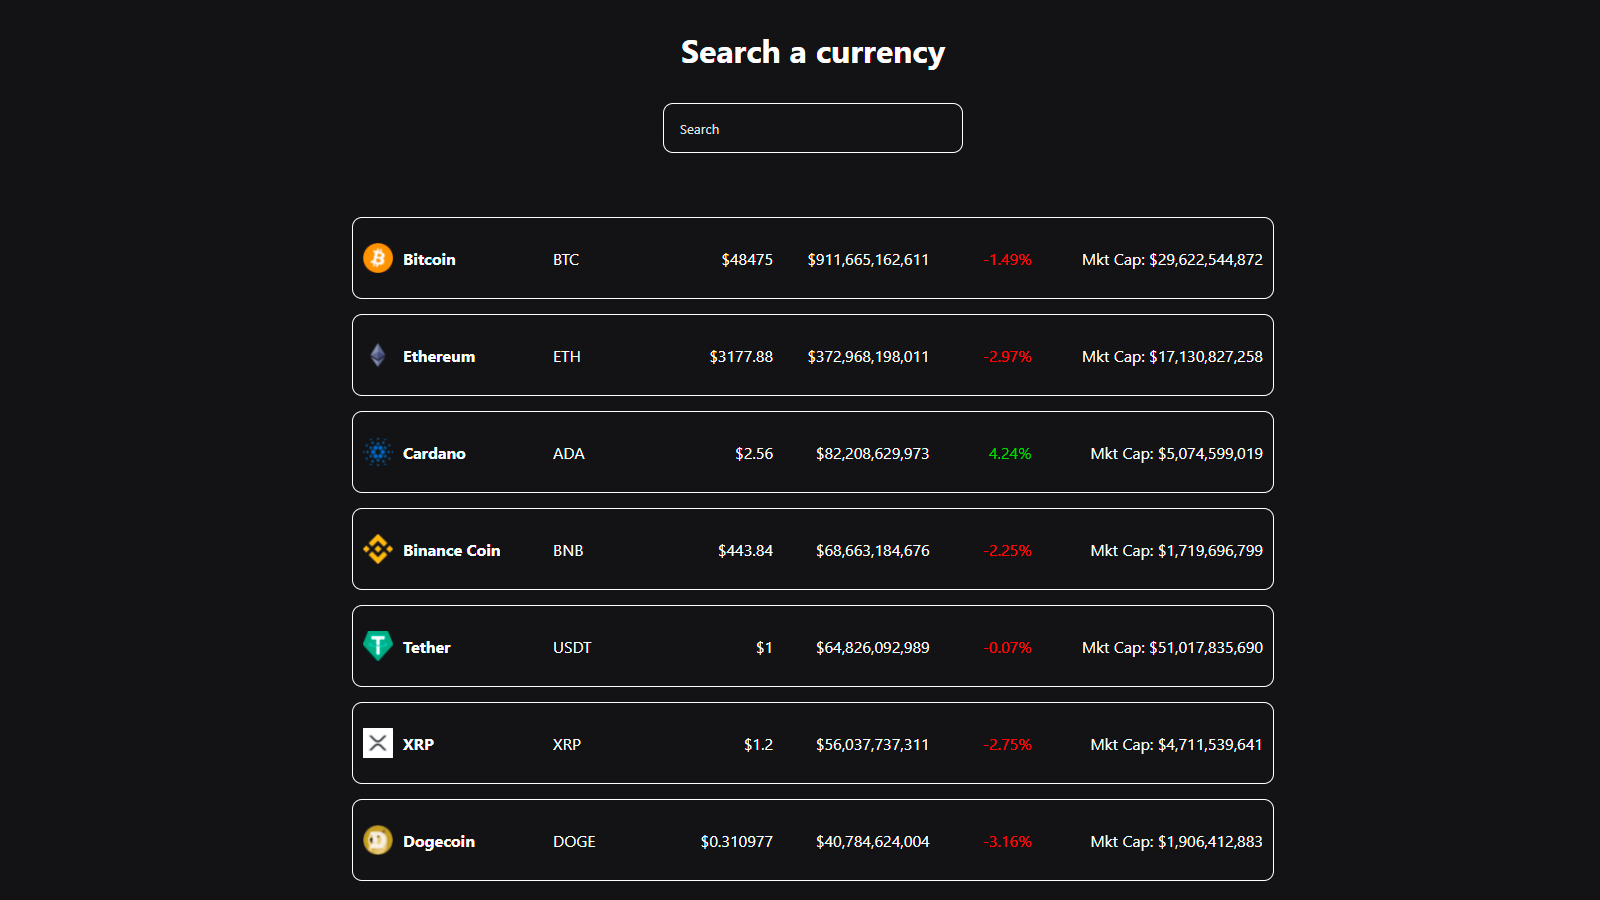 Search a currency
Search
Bitcoin BTC $48475 $911,665,162,611 -1.49% Mkt Cap: $29,622,544,872
Ethereum ETH $3177.88 $372,968,198,011 -2.97% Mkt Cap: $17,130,827,258
Cardano ADA $2.56 $82,208,629,973 4.24% Mkt Cap: $5,074,599,019
Binance Coin BNB $443.84 $68,663,184,676 -2.25% Mkt Cap: $1,719,696,799
Tether USDT $1 $64,826,092,989 -0.07% Mkt Cap: $51,017,835,690
XRP XRP $1.2 $56,037,737,311 -2.75% Mkt Cap: $4,711,539,641
Dogecoin DOGE $0.310977 $40,784,624,004 -3.16% Mkt Cap: $1,906,412,883